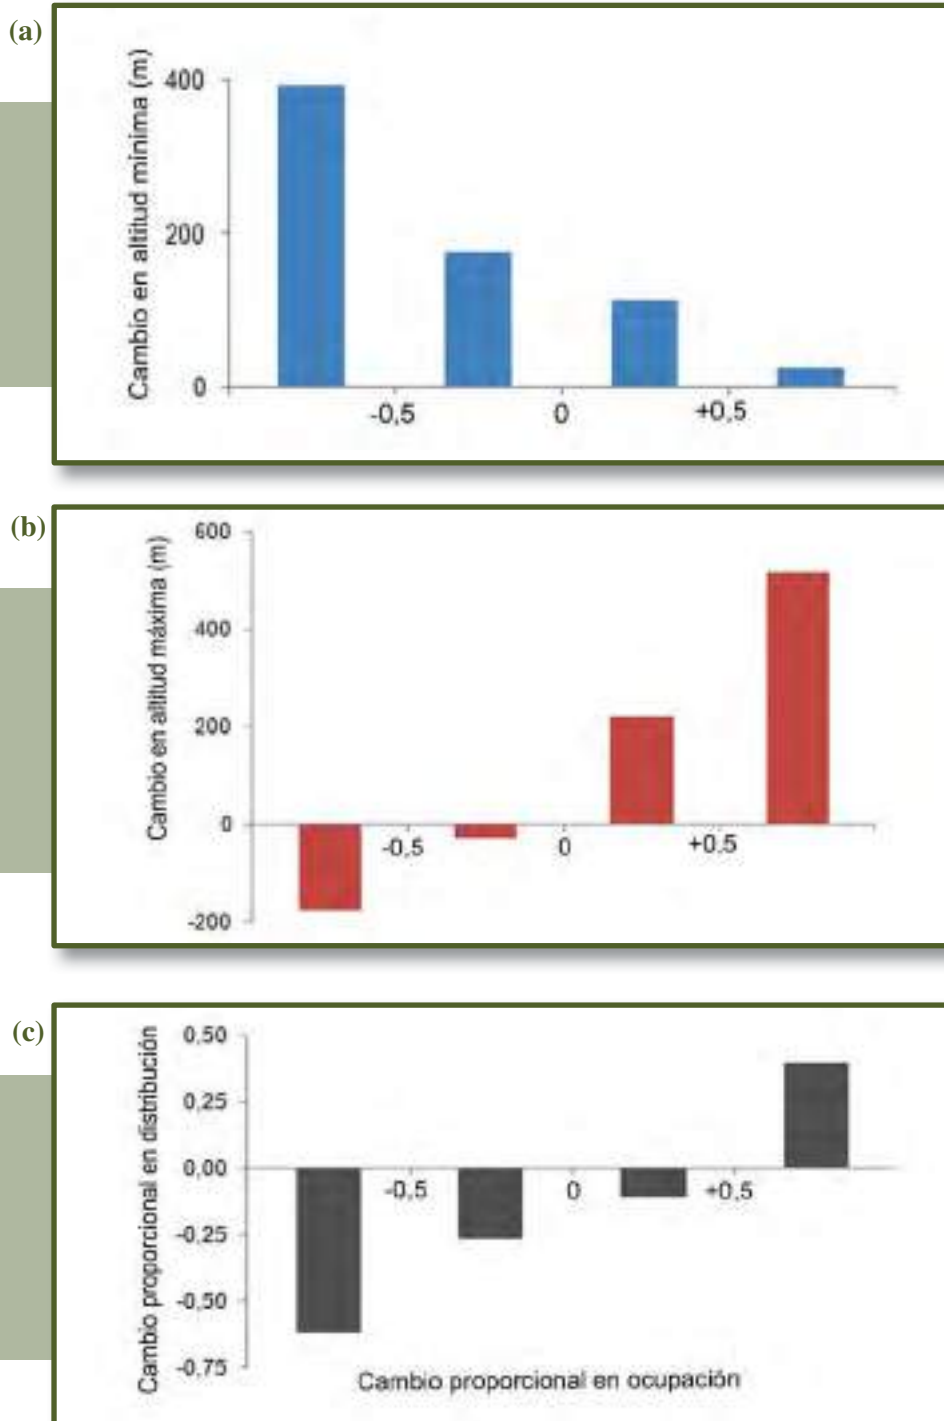 (a)
Cambio en altitud mínima (m)
400
200
0
-0,5 0 +0,5
(b)
Cambio en altitud máxima (m)
600
400
200
0
-200
-0,5 0 +0,5
(c)
Cambio proporcional en distribución
0,50
0,25
0,00
-0,25
-0,50
-0,75
-0,5 0 +0,5
Cambio proporcional en ocupación